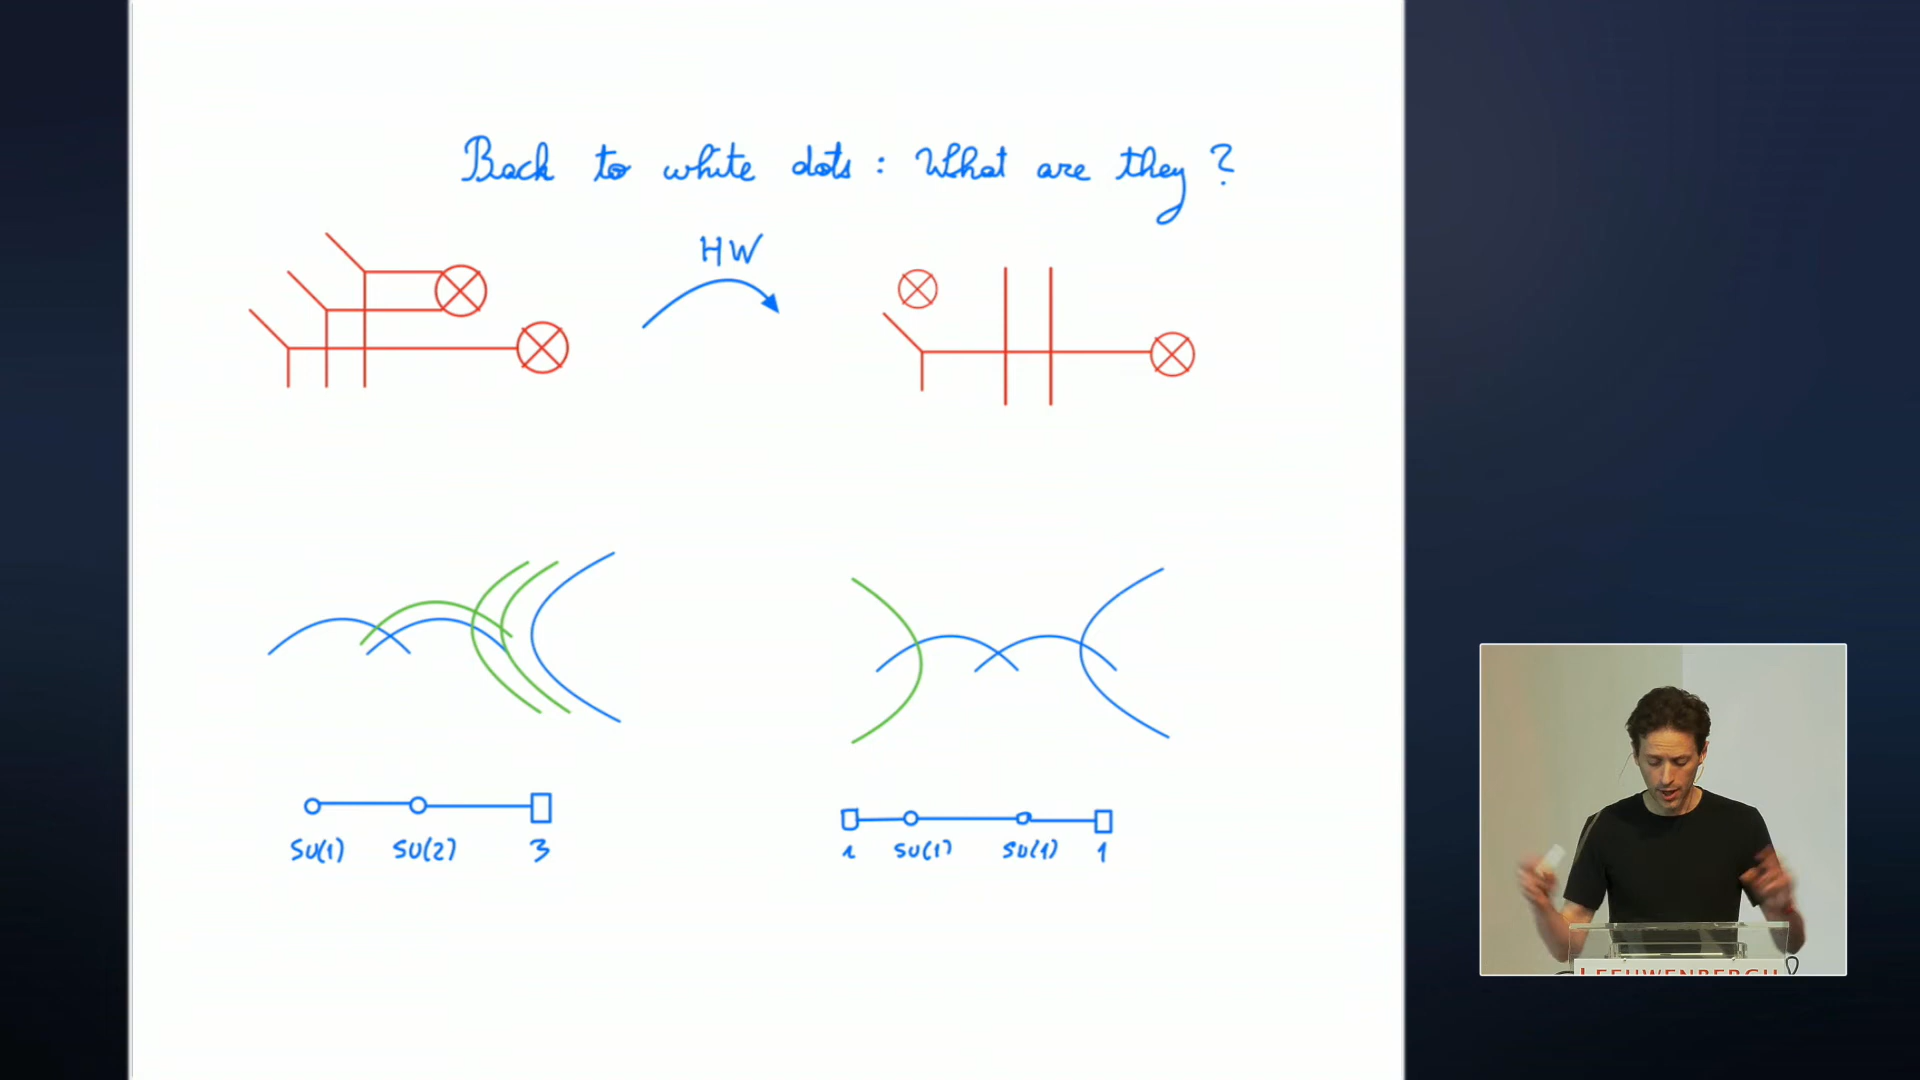 Back to white dots : What are they ?
HW
SU(1) SU(2) 3
1 SU(1) SU(1) 1
LEEUWENBERGH